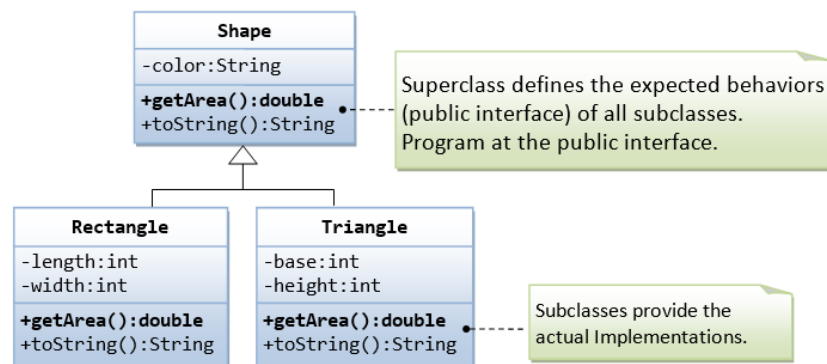 Shape
-color:String
+getArea():double
+toString():String
Superclass defines the expected behaviors
(public interface) of all subclasses.
Program at the public interface.
Rectangle
-length:int
-width:int
+getArea():double
+toString():String
Triangle
-base:int
-height:int
+getArea():double
+toString():String
Subclasses provide the
actual Implementations.